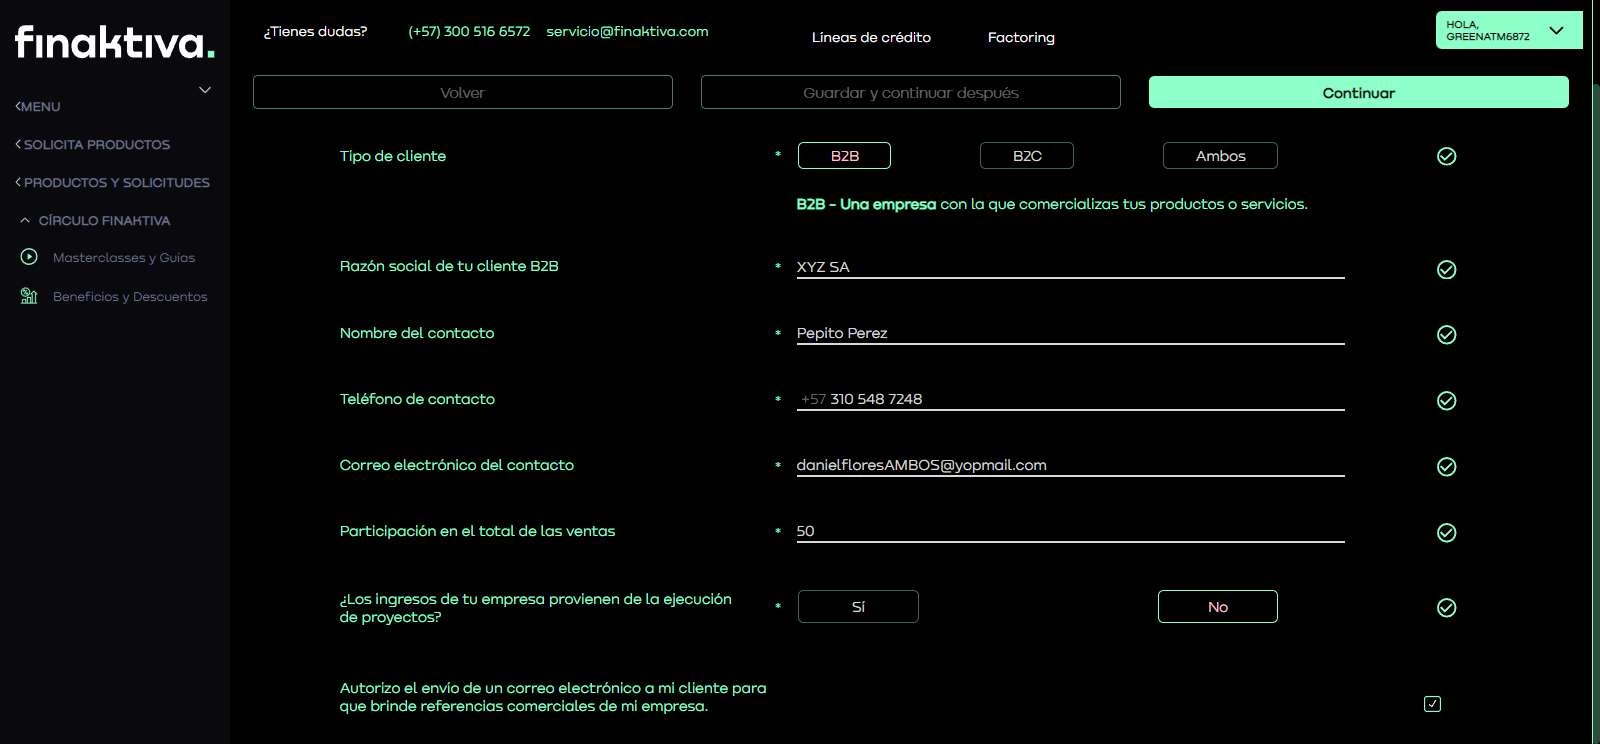 finaktiva.
¿Tienes dudas?
(+57) 300 516 6572
servicio@finaktiva.com
Líneas de crédito
Factoring
HOLA,
GREENATM6872
MENU
SOLICITA PRODUCTOS
PRODUCTOS Y SOLICITUDES
CÍRCULO FINAKTIVA
Masterclasses y Guías
Beneficios y Descuentos
Volver
Guardar y continuar después
Continuar
Tipo de cliente * B2B B2C Ambos
B2B - Una empresa con la que comercializas tus productos o servicios.
Razón social de tu cliente B2B * XYZ SA
Nombre del contacto * Pepito Perez
Teléfono de contacto * +57 310 548 7248
Correo electrónico del contacto * danielfloresAMBOS@yopmail.com
Participación en el total de las ventas * 50
¿Los ingresos de tu empresa provienen de la ejecución
de proyectos? * Sí No
Autorizo el envío de un correo electrónico a mi cliente para
que brinde referencias comerciales de mi empresa.